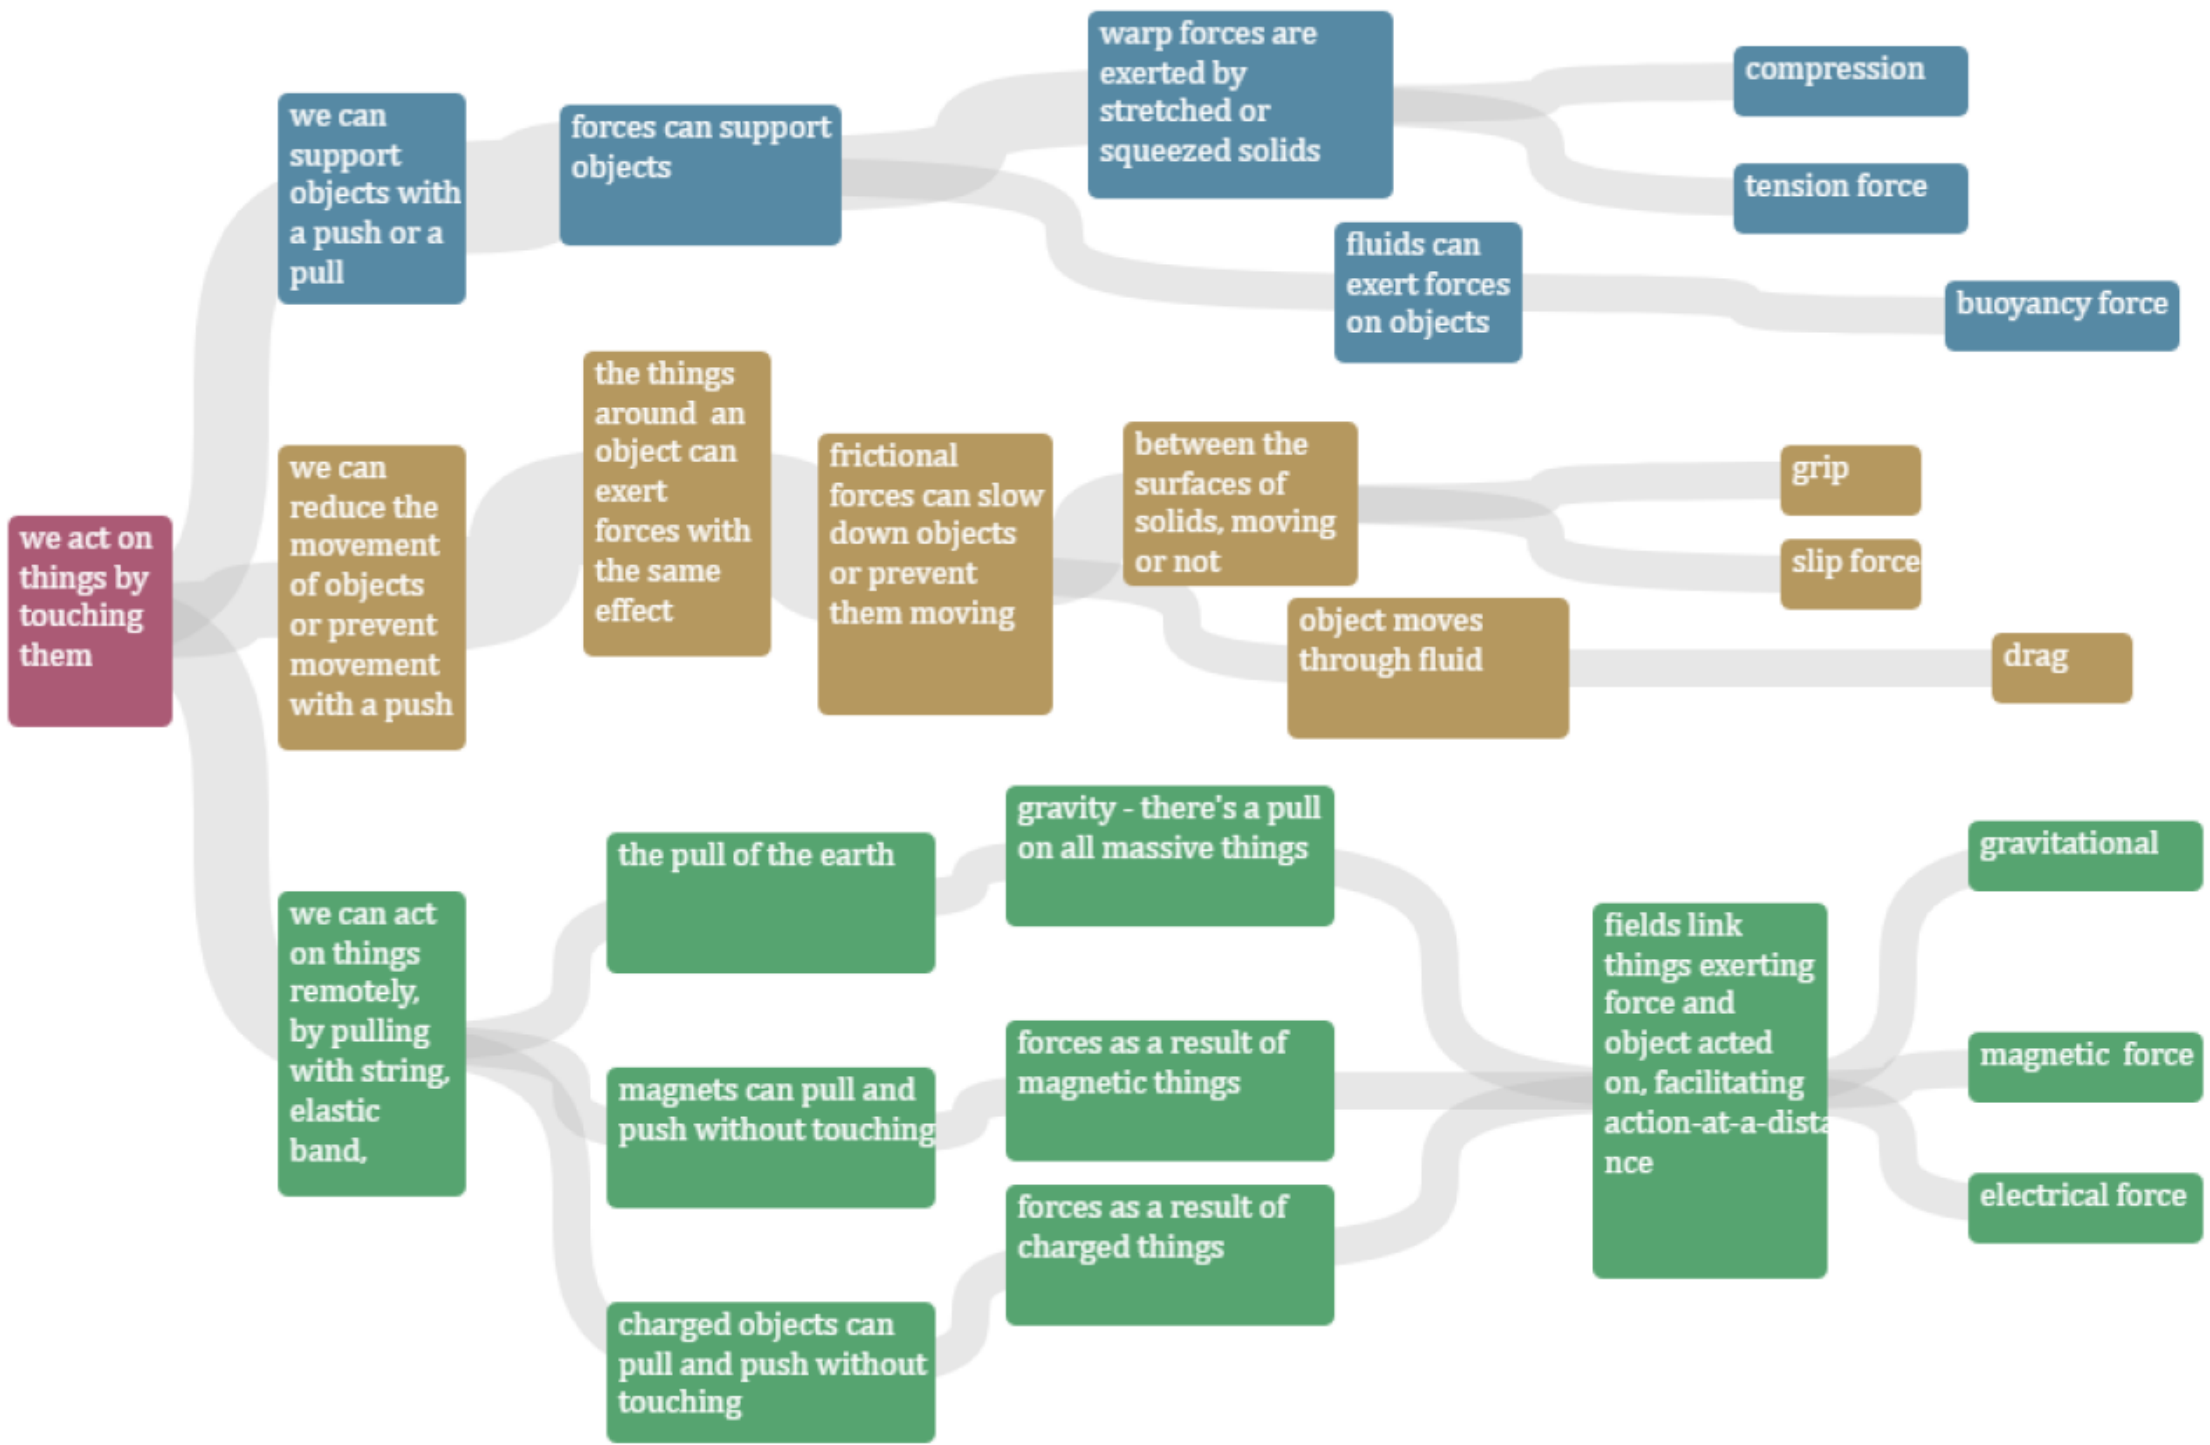 we act on
things by
touching
them
we can
support
objects with
a push or a
pull
forces can support
objects
warp forces are
exerted by
stretched or
squeezed solids
compression
tension force
fluids can
exert forces
on objects
buoyancy force
we can
reduce the
movement
of objects
or prevent
movement
with a push
the things
around  an
object can
exert
forces with
the same
effect
frictional
forces can slow
down objects
or prevent
them moving
between the
surfaces of
solids, moving
or not
grip
slip force
object moves
through fluid
drag
we can act
on things
remotely,
by pulling
with string,
elastic
band,
the pull of the earth
gravity - there's a pull
on all massive things
magnets can pull and
push without touching
forces as a result of
magnetic things
charged objects can
pull and push without
touching
forces as a result of
charged things
fields link
things exerting
force and
object acted
on, facilitating
action-at-a-dista
nce
gravitational
magnetic  force
electrical force